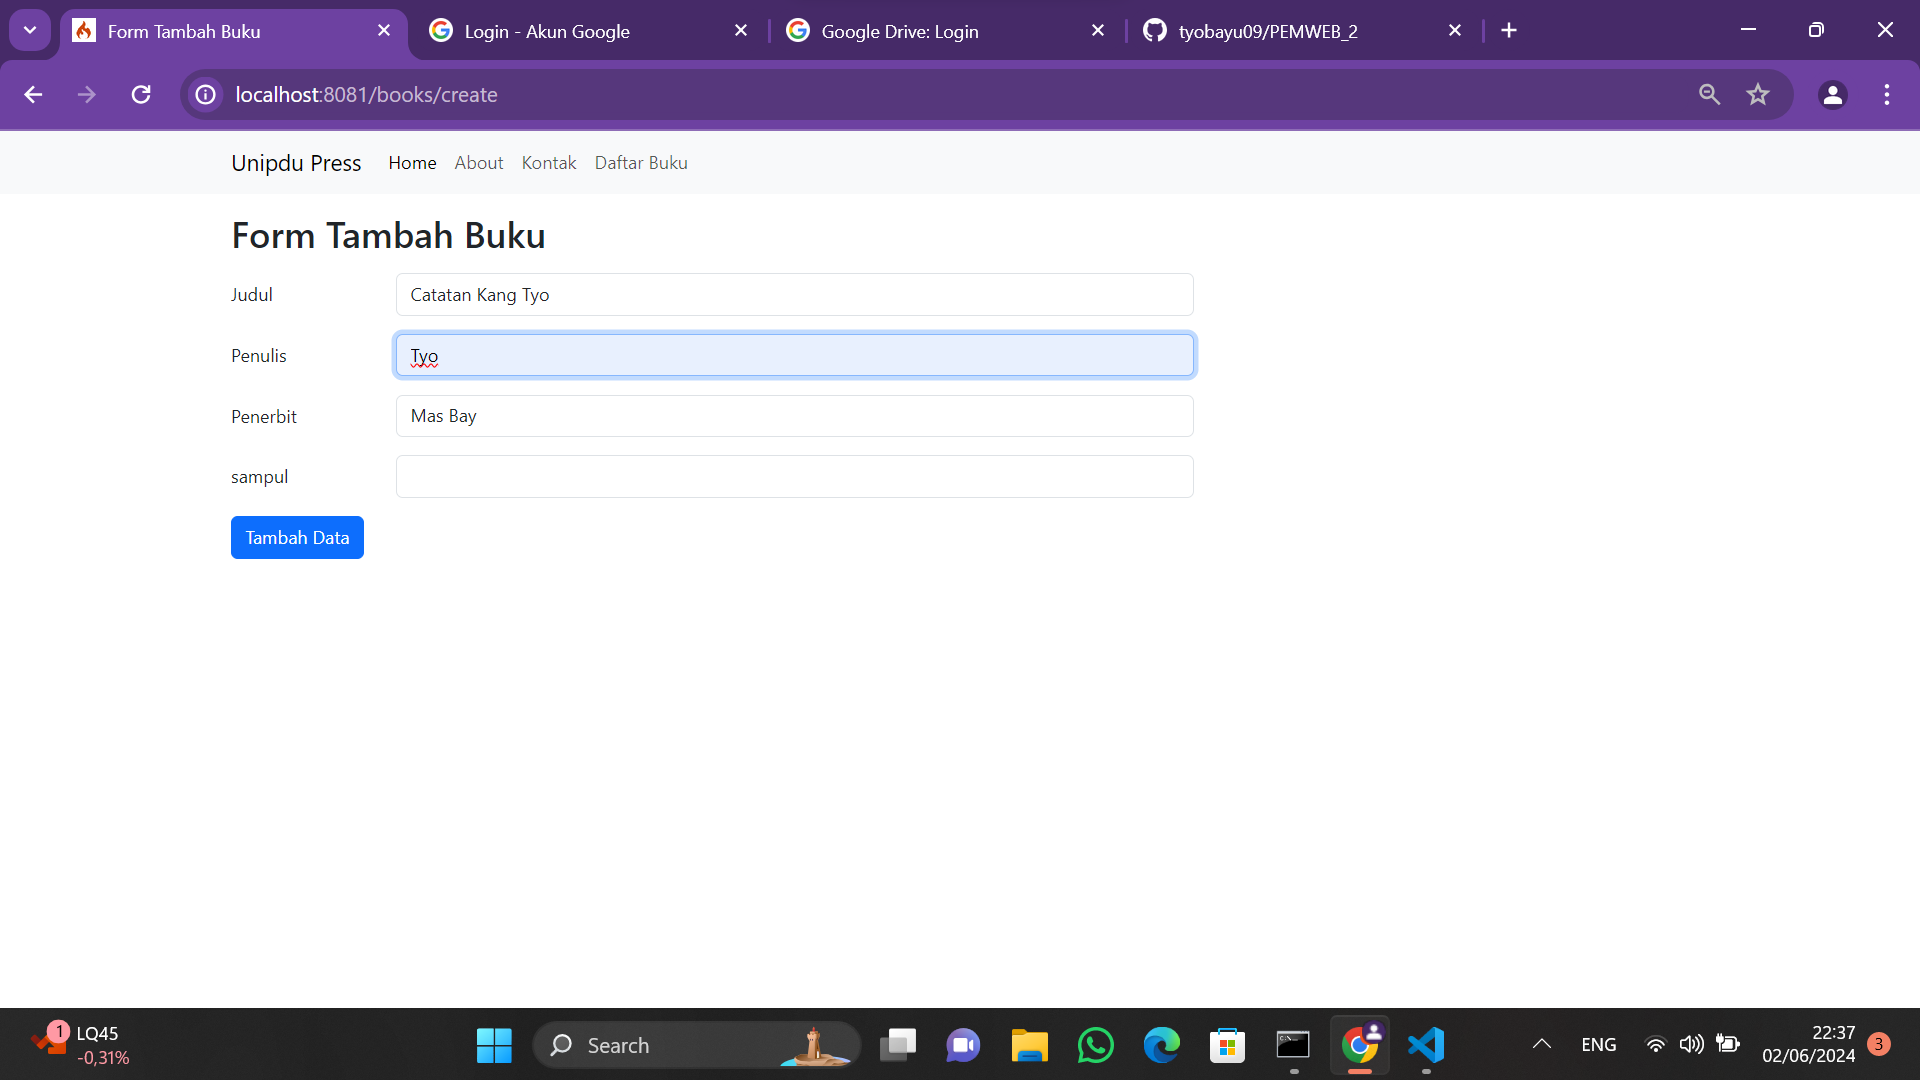 Form Tambah Buku
Login - Akun Google
Google Drive: Login
tyobayu09/PEMWEB_2
localhost:8081/books/create
Unipdu Press Home About Kontak Daftar Buku
Form Tambah Buku
Judul Catatan Kang Tyo
Penulis Tyo
Penerbit Mas Bay
sampul
Tambah Data
1 LQ45
-0,31%
Search
ENG
22:37
02/06/2024
3